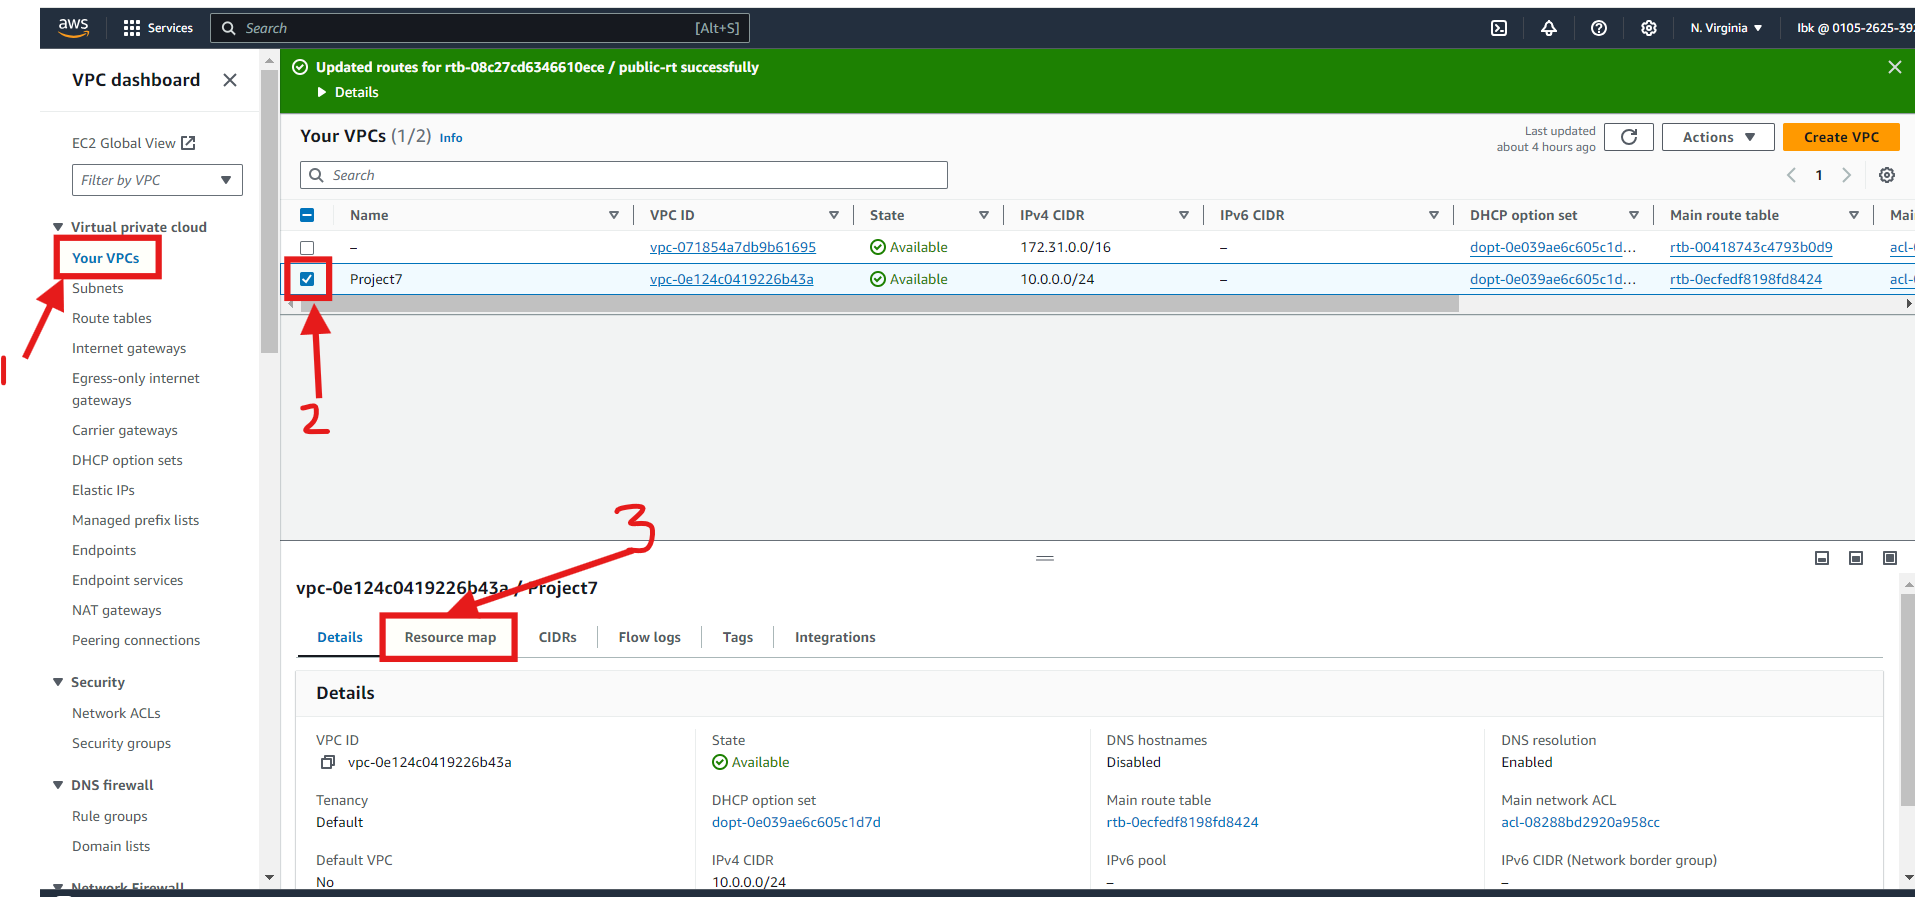 aws
Services
Search [Alt+S]
N. Virginia
Ibk @ 0105-2625-39
VPC dashboard
EC2 Global View
Filter by VPC
Virtual private cloud
Your VPCs
Subnets
Route tables
Internet gateways
Egress-only internet
gateways
Carrier gateways
DHCP option sets
Elastic IPs
Managed prefix lists
Endpoints
Endpoint services
NAT gateways
Peering connections
Security
Network ACLs
Security groups
DNS firewall
Rule groups
Domain lists
Network Firewall
1
Updated routes for rtb-08c27cd6346610ece / public-rt successfully
Details
Your VPCs (1/2) Info
Last updated
about 4 hours ago
Actions
Create VPC
Search
1
Name VPC ID State IPv4 CIDR IPv6 CIDR DHCP option set Main route table Mai
– vpc-071854a7db9b61695 Available 172.31.0.0/16 – dopt-0e039ae6c605c1d... rtb-00418743c4793b0d9 acl-
Project7 vpc-0e124c0419226b43a Available 10.0.0.0/24 – dopt-0e039ae6c605c1d... rtb-0ecfedf8198fd8424 acl-
2
3
vpc-0e124c0419226b43a / Project7
Details Resource map CIDRs Flow logs Tags Integrations
Details
VPC ID
vpc-0e124c0419226b43a
State
Available
DNS hostnames
Disabled
DNS resolution
Enabled
Tenancy
Default
DHCP option set
dopt-0e039ae6c605c1d7d
Main route table
rtb-0ecfedf8198fd8424
Main network ACL
acl-08288bd2920a958cc
Default VPC
No
IPv4 CIDR
10.0.0.0/24
IPv6 pool
–
IPv6 CIDR (Network border group)
–